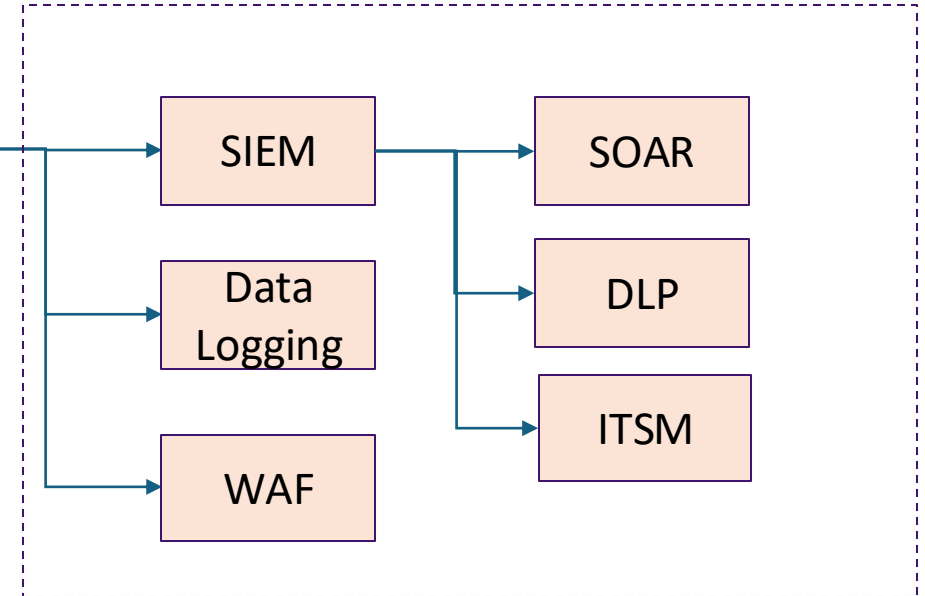 SIEM
SOAR
Data
Logging
DLP
ITSM
WAF